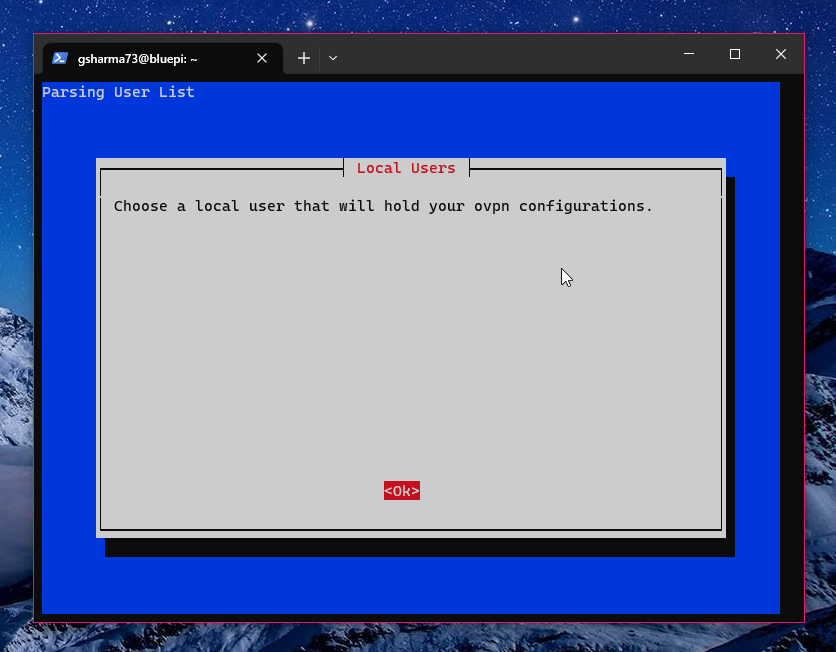 gsharma73@bluepi: ~
Parsing User List
Local Users
Choose a local user that will hold your ovpn configurations.
<Ok>